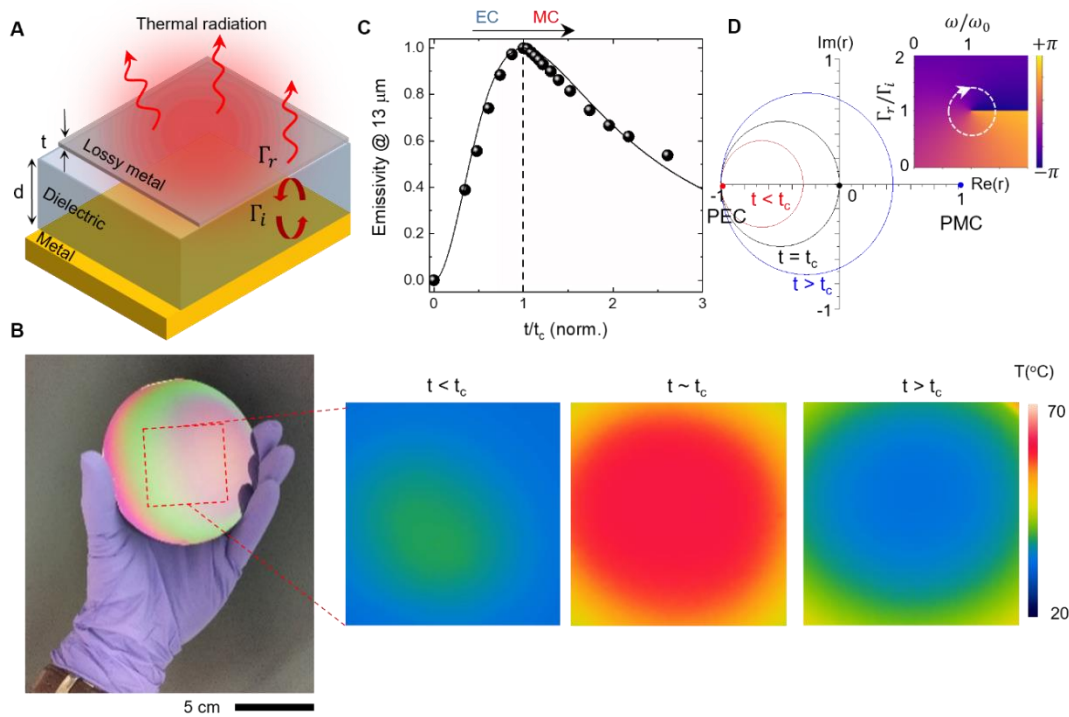 A
Thermal radiation
t
Lossy metal
Γr
d
Dielectric
Γi
Metal
C
EC MC
Emissivity @ 13 μm
1.0
0.8
0.6
0.4
0.2
0.0
0 1 2 3
t/tc (norm.)
D
Im(r)
1
ω/ω0
0 1 2
Γr/Γi
2
1
0
+π
−π
-1
PEC
t < tc
0
Re(r)
1
PMC
t = tc
t > tc
-1
B
5 cm
t < tc
t ~ tc
t > tc
T(°C)
70
20